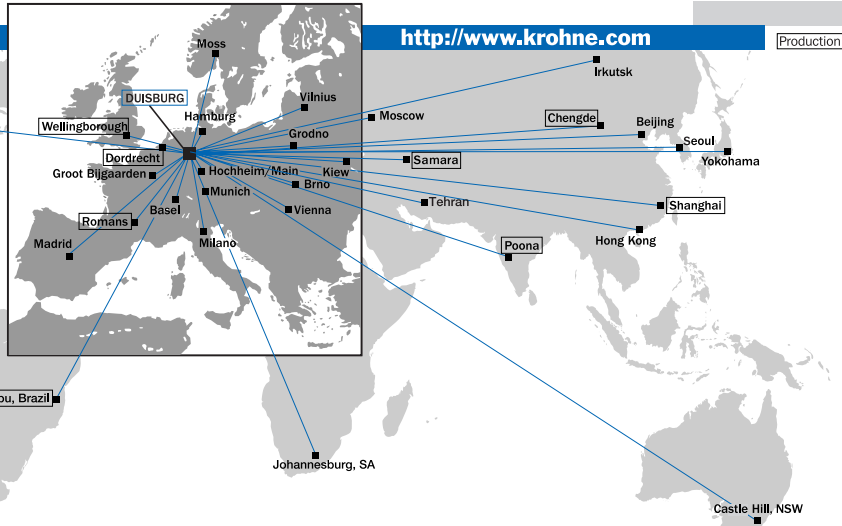 http://www.krohne.com
Production
Moss
Irkutsk
DUISBURG
Vilnius
Hamburg
Moscow
Chengde
Beijing
Wellingborough
Grodno
Seoul
Dordrecht
Samara
Yokohama
Groot Bijgaarden
Hochheim/Main
Kiew
Munich
Brno
Tehran
Basel
Shanghai
Romans
Vienna
Madrid
Milano
Hong Kong
Poona
Brazil
Johannesburg, SA
Castle Hill, NSW